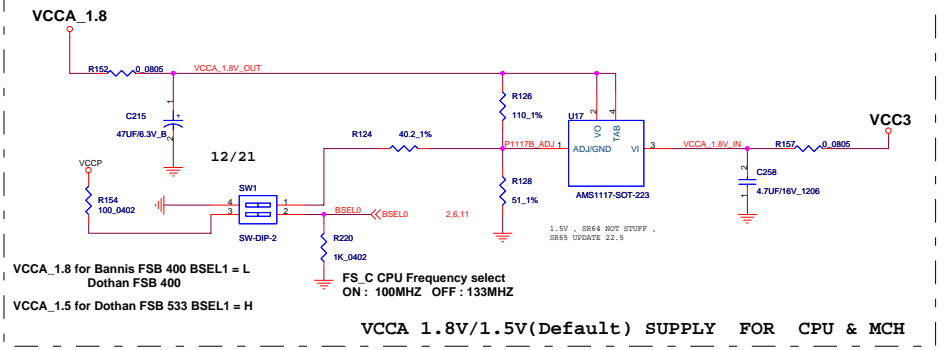 VCCA_1.8
R152 0_0805
VCCA_1.8V_OUT
C215
47UF/6.3V_B
1
+
2
R126
110_1%
R124 40.2_1%
P1117B_ADJ
R128
51_1%
U17
2
4
VO
TAB
1
ADJ/GND
VI
3
AMS1117-SOT-223
VCCA_1.8V_IN
R157 0_0805
VCC3
2
C258
1
4.7UF/16V_1206
12/21
VCCP
R154
100_0402
SW1
4
3
1
2
SW-DIP-2
BSEL0
BSEL0
2,6,11
R220
1K_0402
1.5V , SR64 NOT STUFF ,
SR65 UPDATE 22.5
VCCA_1.8 for Bannis FSB 400 BSEL1 = L
Dothan FSB 400
VCCA_1.5 for Dothan FSB 533 BSEL1 = H
FS_C CPU Frequency select
ON : 100MHZ OFF : 133MHZ
VCCA 1.8V/1.5V(Default) SUPPLY FOR CPU & MCH